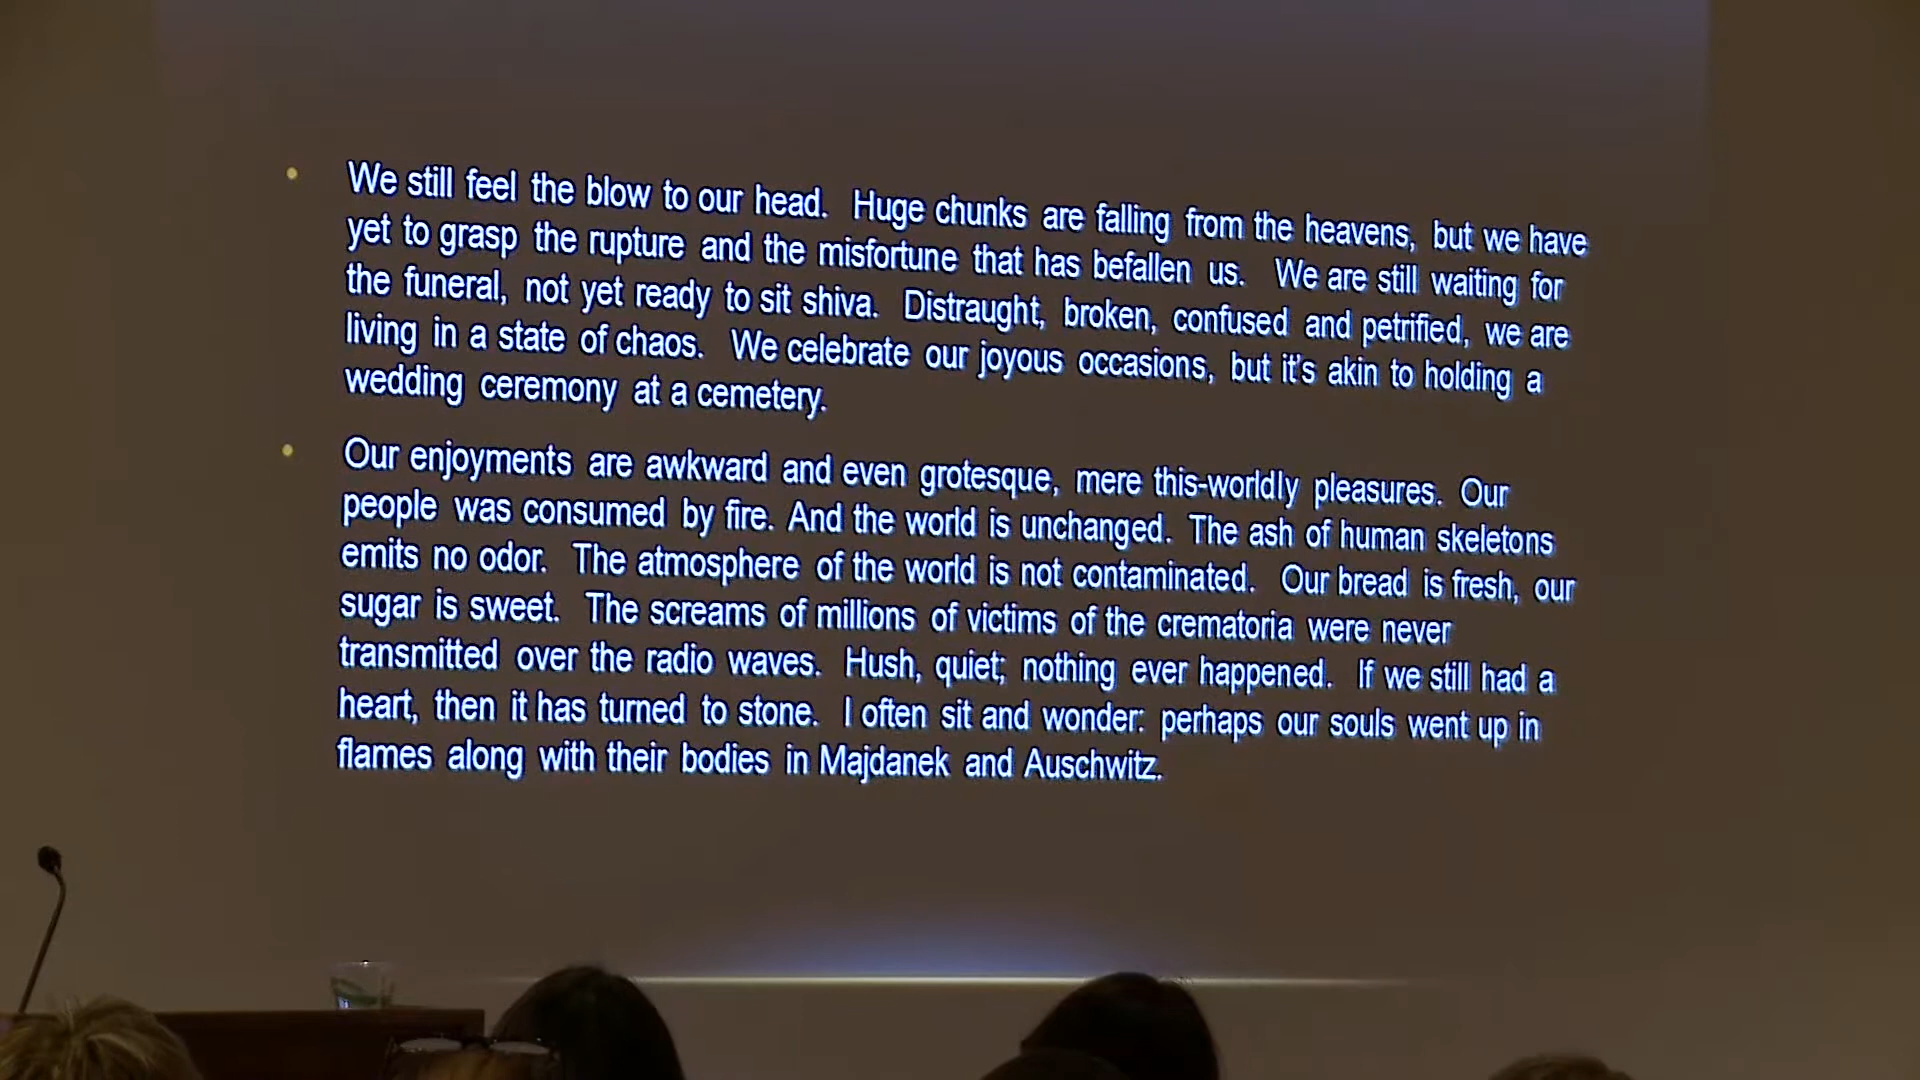 • We still feel the blow to our head. Huge chunks are falling from the heavens, but we have
yet to grasp the rupture and the misfortune that has befallen us. We are still waiting for
the funeral, not yet ready to sit shiva. Distraught, broken, confused and petrified, we are
living in a state of chaos. We celebrate our joyous occasions, but it's akin to holding a
wedding ceremony at a cemetery.
• Our enjoyments are awkward and even grotesque, mere this-worldly pleasures. Our
people was consumed by fire. And the world is unchanged. The ash of human skeletons
emits no odor. The atmosphere of the world is not contaminated. Our bread is fresh, our
sugar is sweet. The screams of millions of victims of the crematoria were never
transmitted over the radio waves. Hush, quiet; nothing ever happened. If we still had a
heart, then it has turned to stone. I often sit and wonder: perhaps our souls went up in
flames along with their bodies in Majdanek and Auschwitz.